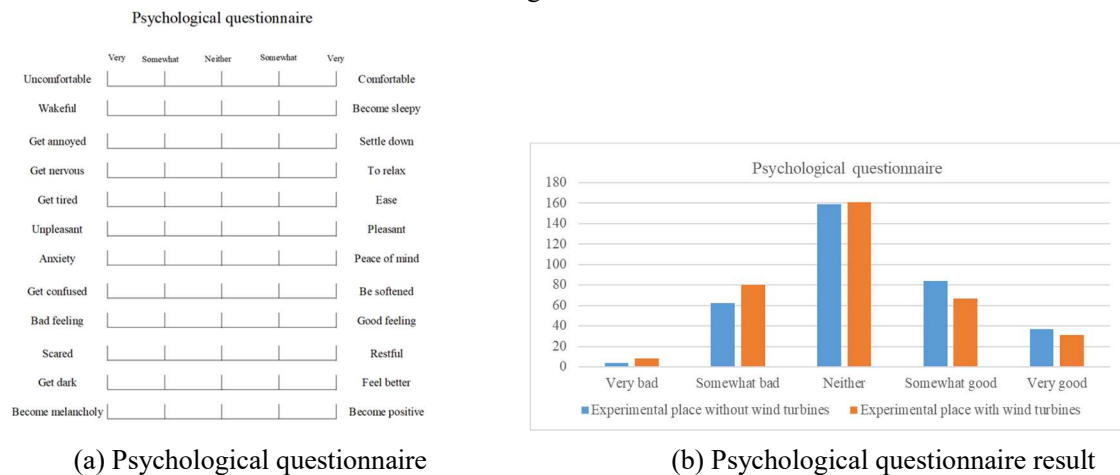 Psychological questionnaire
Very Somewhat Neither Somewhat Very
Uncomfortable Comfortable
Wakeful Become sleepy
Get annoyed Settle down
Get nervous To relax
Get tired Ease
Unpleasant Pleasant
Anxiety Peace of mind
Get confused Be softened
Bad feeling Good feeling
Scared Restful
Get dark Feel better
Become melancholy Become positive
(a) Psychological questionnaire
Psychological questionnaire
180
160
140
120
100
80
60
40
20
0
Very bad Somewhat bad Neither Somewhat good Very good
Experimental place without wind turbines Experimental place with wind turbines
(b) Psychological questionnaire result